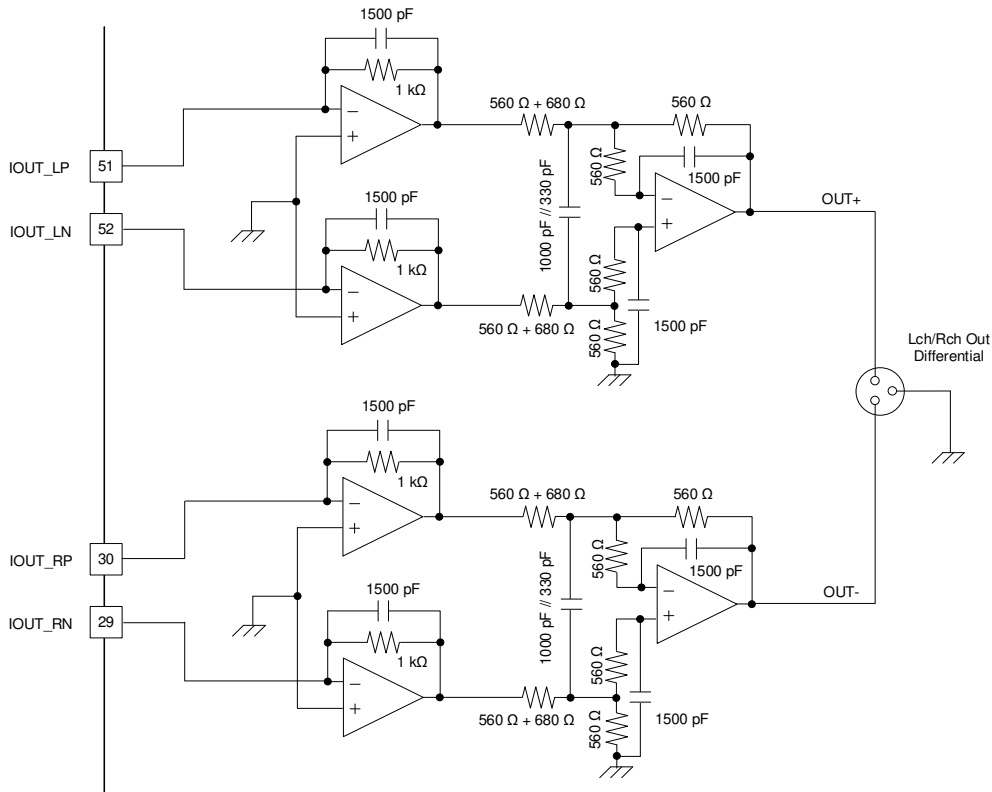 1500 pF
1 kΩ
560 Ω + 680 Ω
560 Ω
560 Ω
1500 pF
IOUT_LP
51
IOUT_LN
52
1500 pF
1 kΩ
1000 pF // 330 pF
OUT+
560 Ω
560 Ω + 680 Ω
560 Ω
1500 pF
Lch/Rch Out
Differential
1500 pF
1 kΩ
560 Ω + 680 Ω
560 Ω
560 Ω
1500 pF
IOUT_RP
30
IOUT_RN
29
1500 pF
1 kΩ
1000 pF // 330 pF
OUT-
560 Ω
560 Ω + 680 Ω
560 Ω
1500 pF